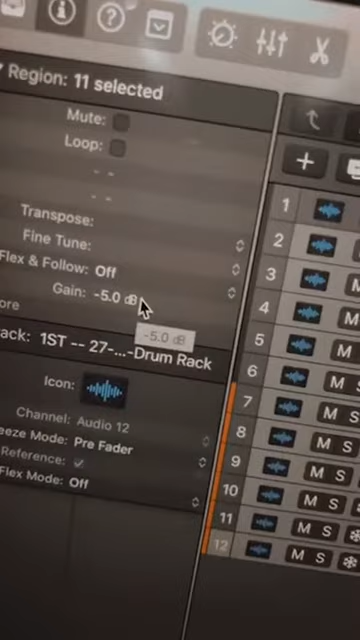 Region: 11 selected
Mute:
Loop:
Transpose:
Fine Tune:
Flex & Follow: Off
Gain: -5.0 dB
ore
-5.0 dB
ack: 1ST -- 27-...-Drum Rack
Icon:
Channel: Audio 12
eeze Mode: Pre Fader
Reference:
Flex Mode: Off
1
2
3 M
4 M
5 M
6 M
7 M S
8 M S
9 M S
10 M S
11 M S
12 M S